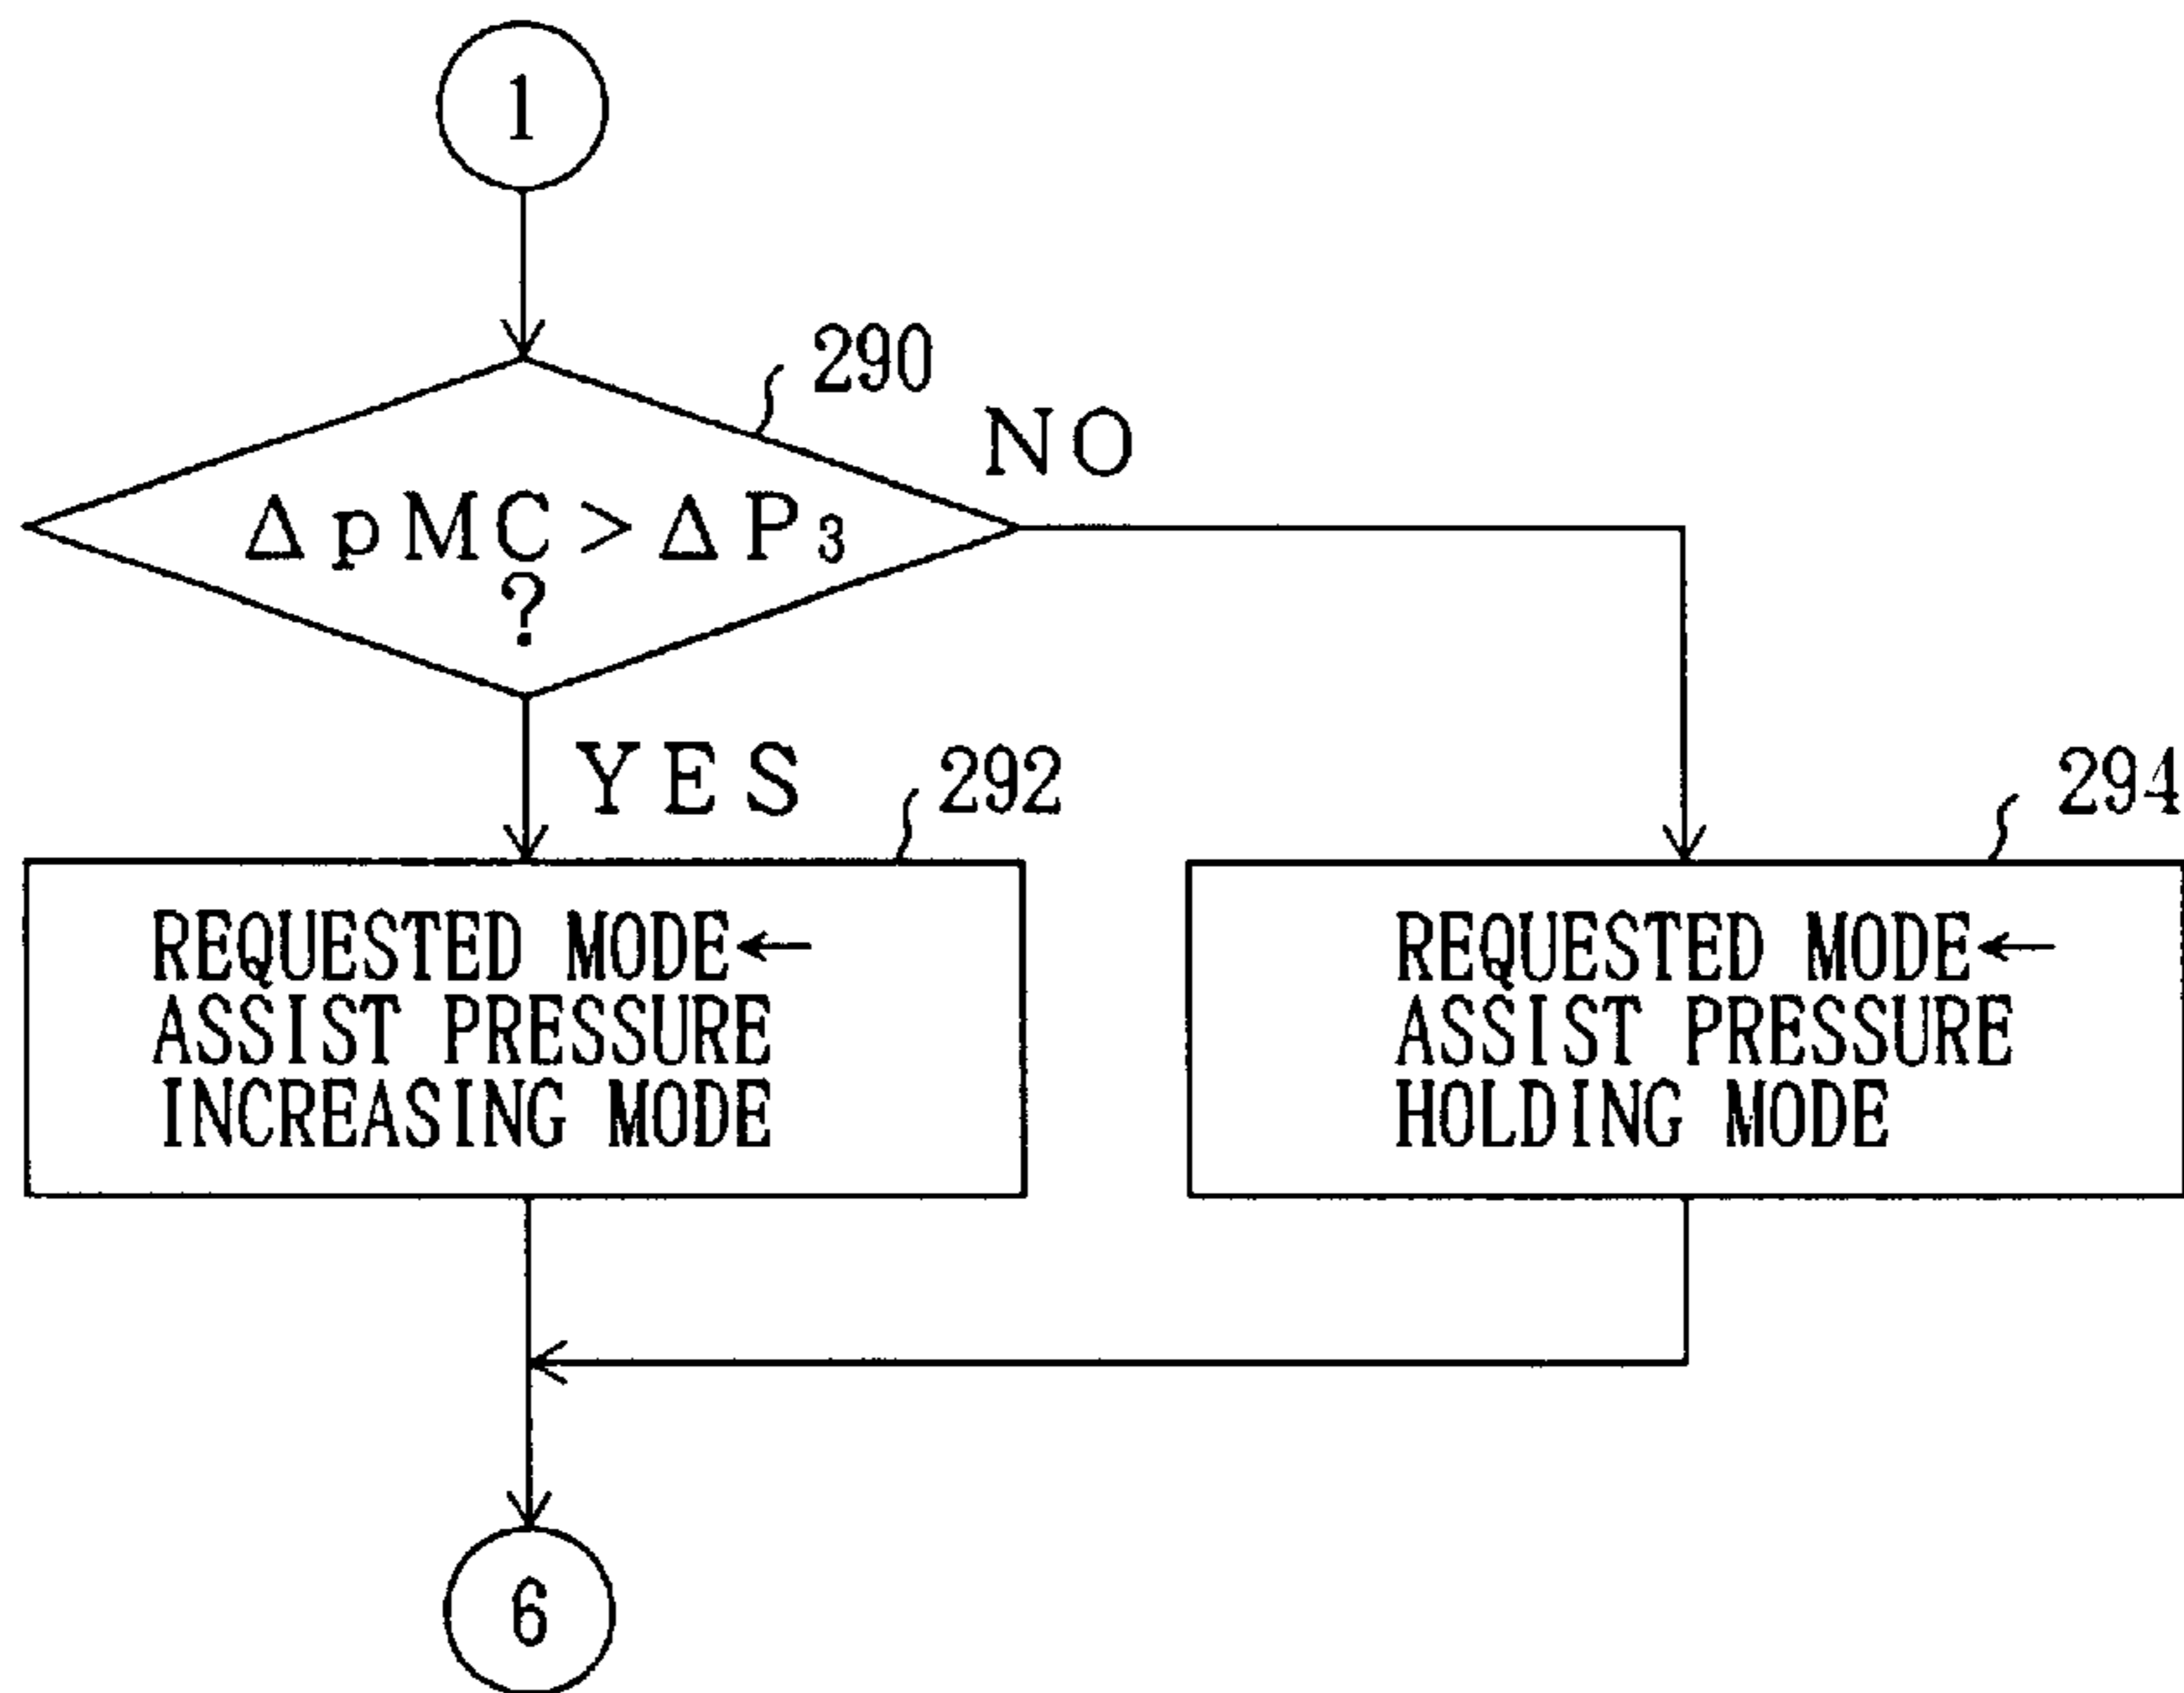 1
290
NO
ΔpMC>ΔP₃
?
YES
292
294
REQUESTED MODE←
ASSIST PRESSURE
INCREASING MODE
REQUESTED MODE←
ASSIST PRESSURE
HOLDING MODE
6